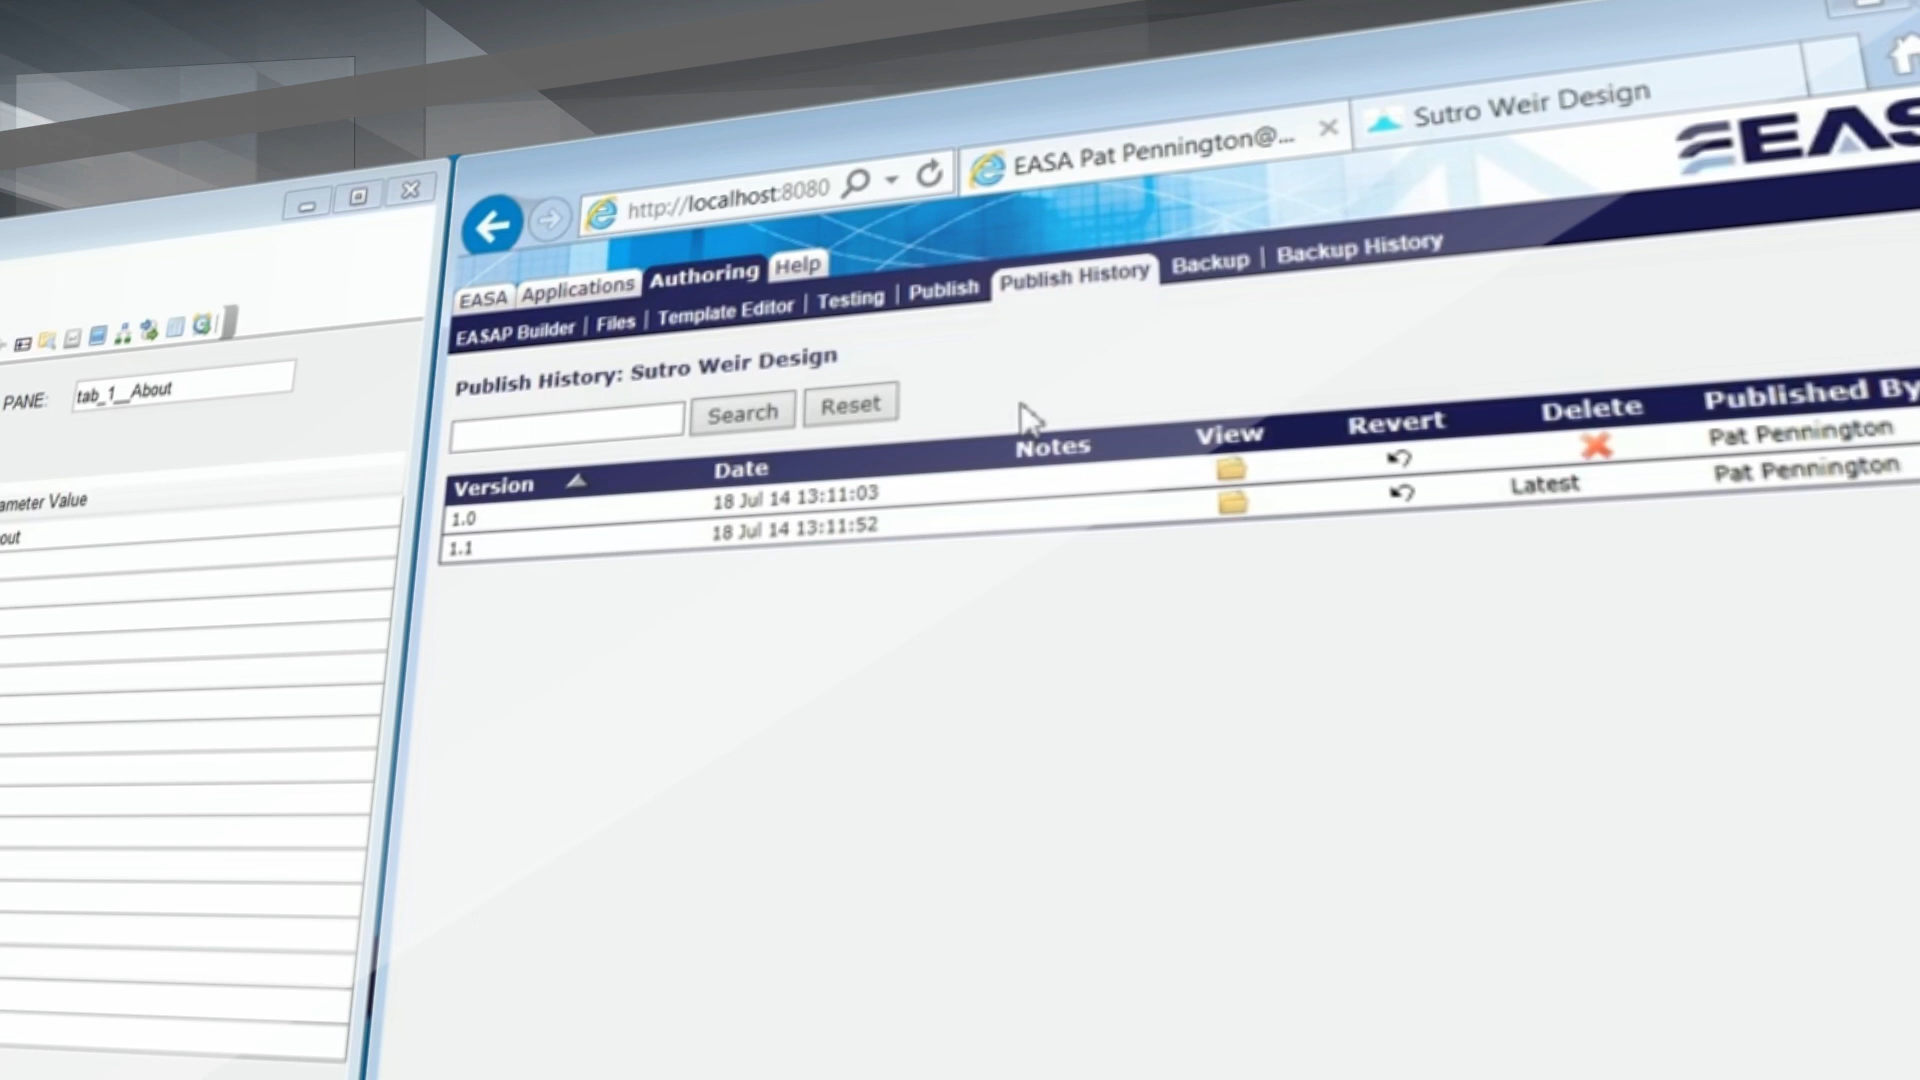 Sutro Weir Design
EASA Pat Pennington@...
http://localhost:8080
EASA Applications Authoring Help
EASAP Builder | Files | Template Editor | Testing | Publish Publish History Backup | Backup History
Publish History: Sutro Weir Design
Search Reset
Version Date Notes View Revert Delete Published By
1.0 18 Jul 14 13:11:03 Pat Pennington
1.1 18 Jul 14 13:11:52 Latest Pat Pennington
PANE: tab_1__About
ameter Value
out